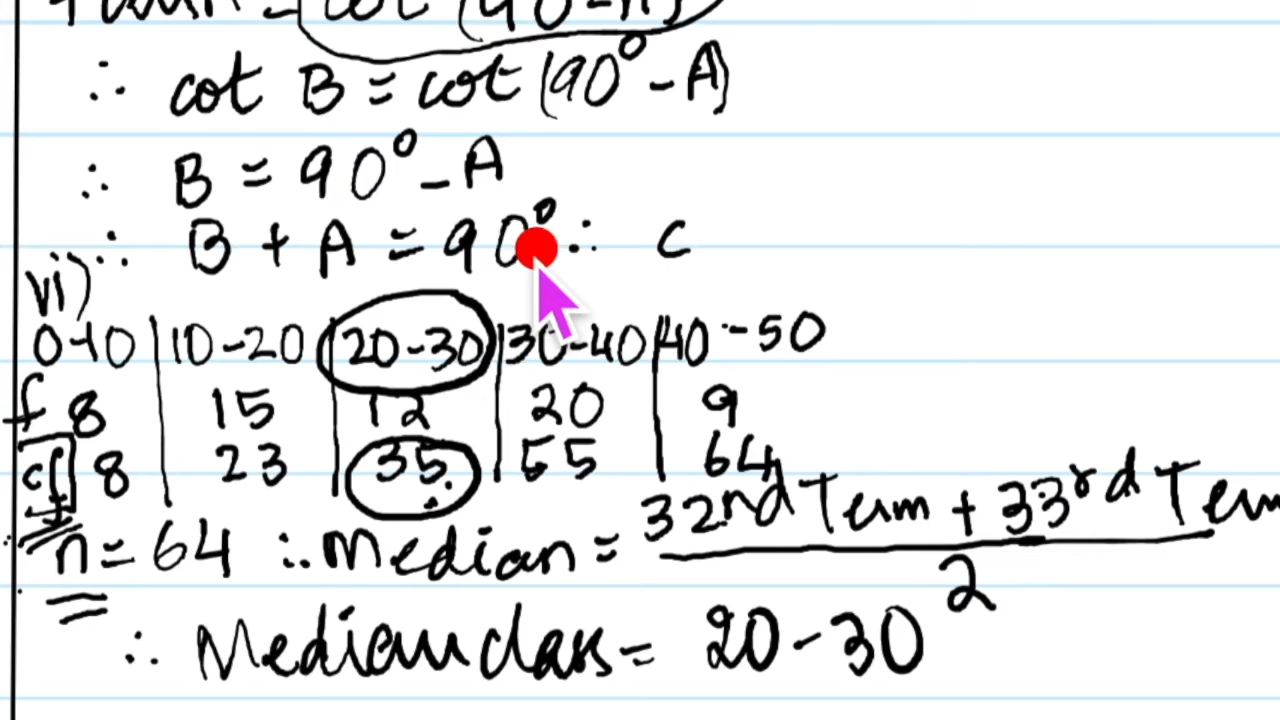 = cot (90°-A)
∴ cot B = cot (90° - A)
∴ B = 90° - A
∴ B + A = 90° ∴ C
vi)
0-10 | 10-20 | 20-30 | 30-40 | 40-50
f 8 | 15 | 12 | 20 | 9
cf 8 | 23 | 35 | 55 | 64
n = 64 ∴ Median = 32nd Term + 33rd Term
2
∴ Median class = 20-30